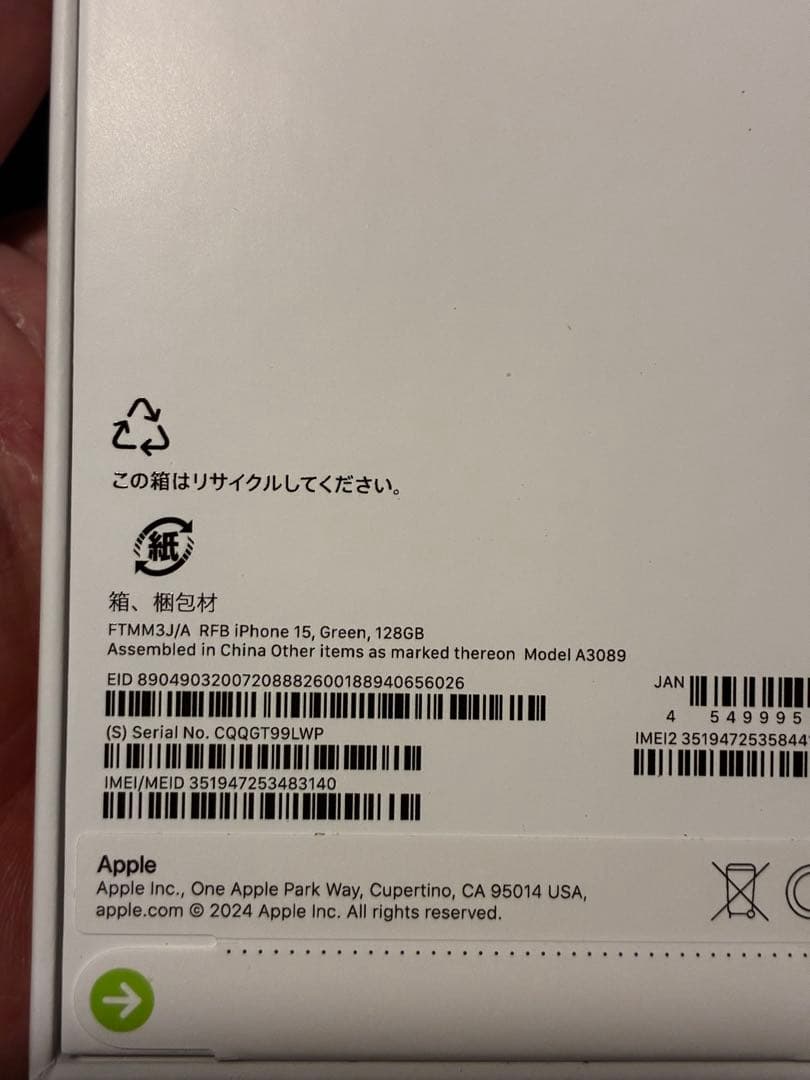 この箱はリサイクルしてください。
紙
箱、梱包材
FTMM3J/A RFB iPhone 15, Green, 128GB
Assembled in China Other items as marked thereon Model A3089
EID 89049032007208882600188940656026
JAN
4 549995
(S) Serial No. CQQGT99LWP
IMEI2 3519472535844
IMEI/MEID 351947253483140
Apple
Apple Inc., One Apple Park Way, Cupertino, CA 95014 USA,
apple.com © 2024 Apple Inc. All rights reserved.